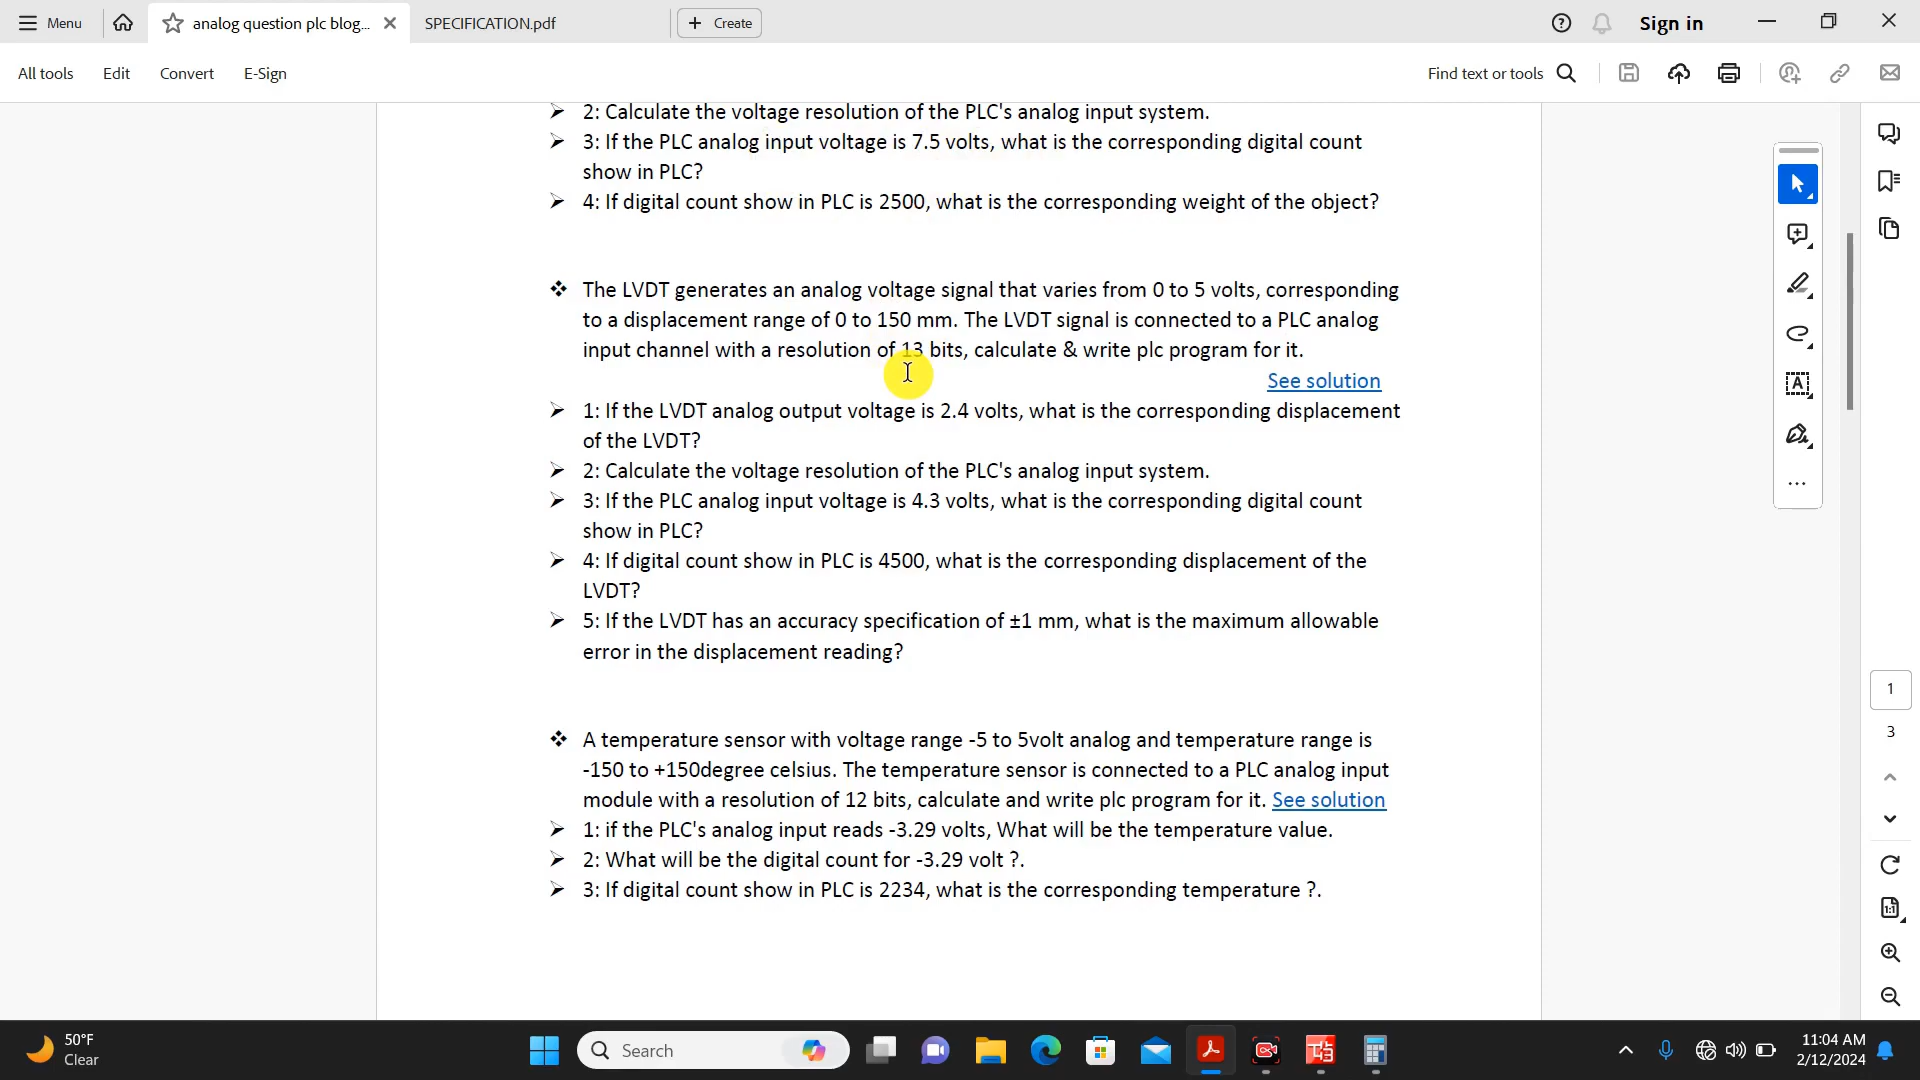 Menu
analog question plc blog...
SPECIFICATION.pdf
Create
Sign in
All tools
Edit
Convert
E-Sign
Find text or tools
2: Calculate the voltage resolution of the PLC's analog input system.
3: If the PLC analog input voltage is 7.5 volts, what is the corresponding digital count
show in PLC?
4: If digital count show in PLC is 2500, what is the corresponding weight of the object?
The LVDT generates an analog voltage signal that varies from 0 to 5 volts, corresponding
to a displacement range of 0 to 150 mm. The LVDT signal is connected to a PLC analog
input channel with a resolution of 13 bits, calculate & write plc program for it.
See solution
1: If the LVDT analog output voltage is 2.4 volts, what is the corresponding displacement
of the LVDT?
2: Calculate the voltage resolution of the PLC's analog input system.
3: If the PLC analog input voltage is 4.3 volts, what is the corresponding digital count
show in PLC?
4: If digital count show in PLC is 4500, what is the corresponding displacement of the
LVDT?
5: If the LVDT has an accuracy specification of ±1 mm, what is the maximum allowable
error in the displacement reading?
A temperature sensor with voltage range -5 to 5volt analog and temperature range is
-150 to +150degree celsius. The temperature sensor is connected to a PLC analog input
module with a resolution of 12 bits, calculate and write plc program for it. See solution
1: if the PLC's analog input reads -3.29 volts, What will be the temperature value.
2: What will be the digital count for -3.29 volt ?.
3: If digital count show in PLC is 2234, what is the corresponding temperature ?.
1
3
50°F
Clear
Search
11:04 AM
2/12/2024